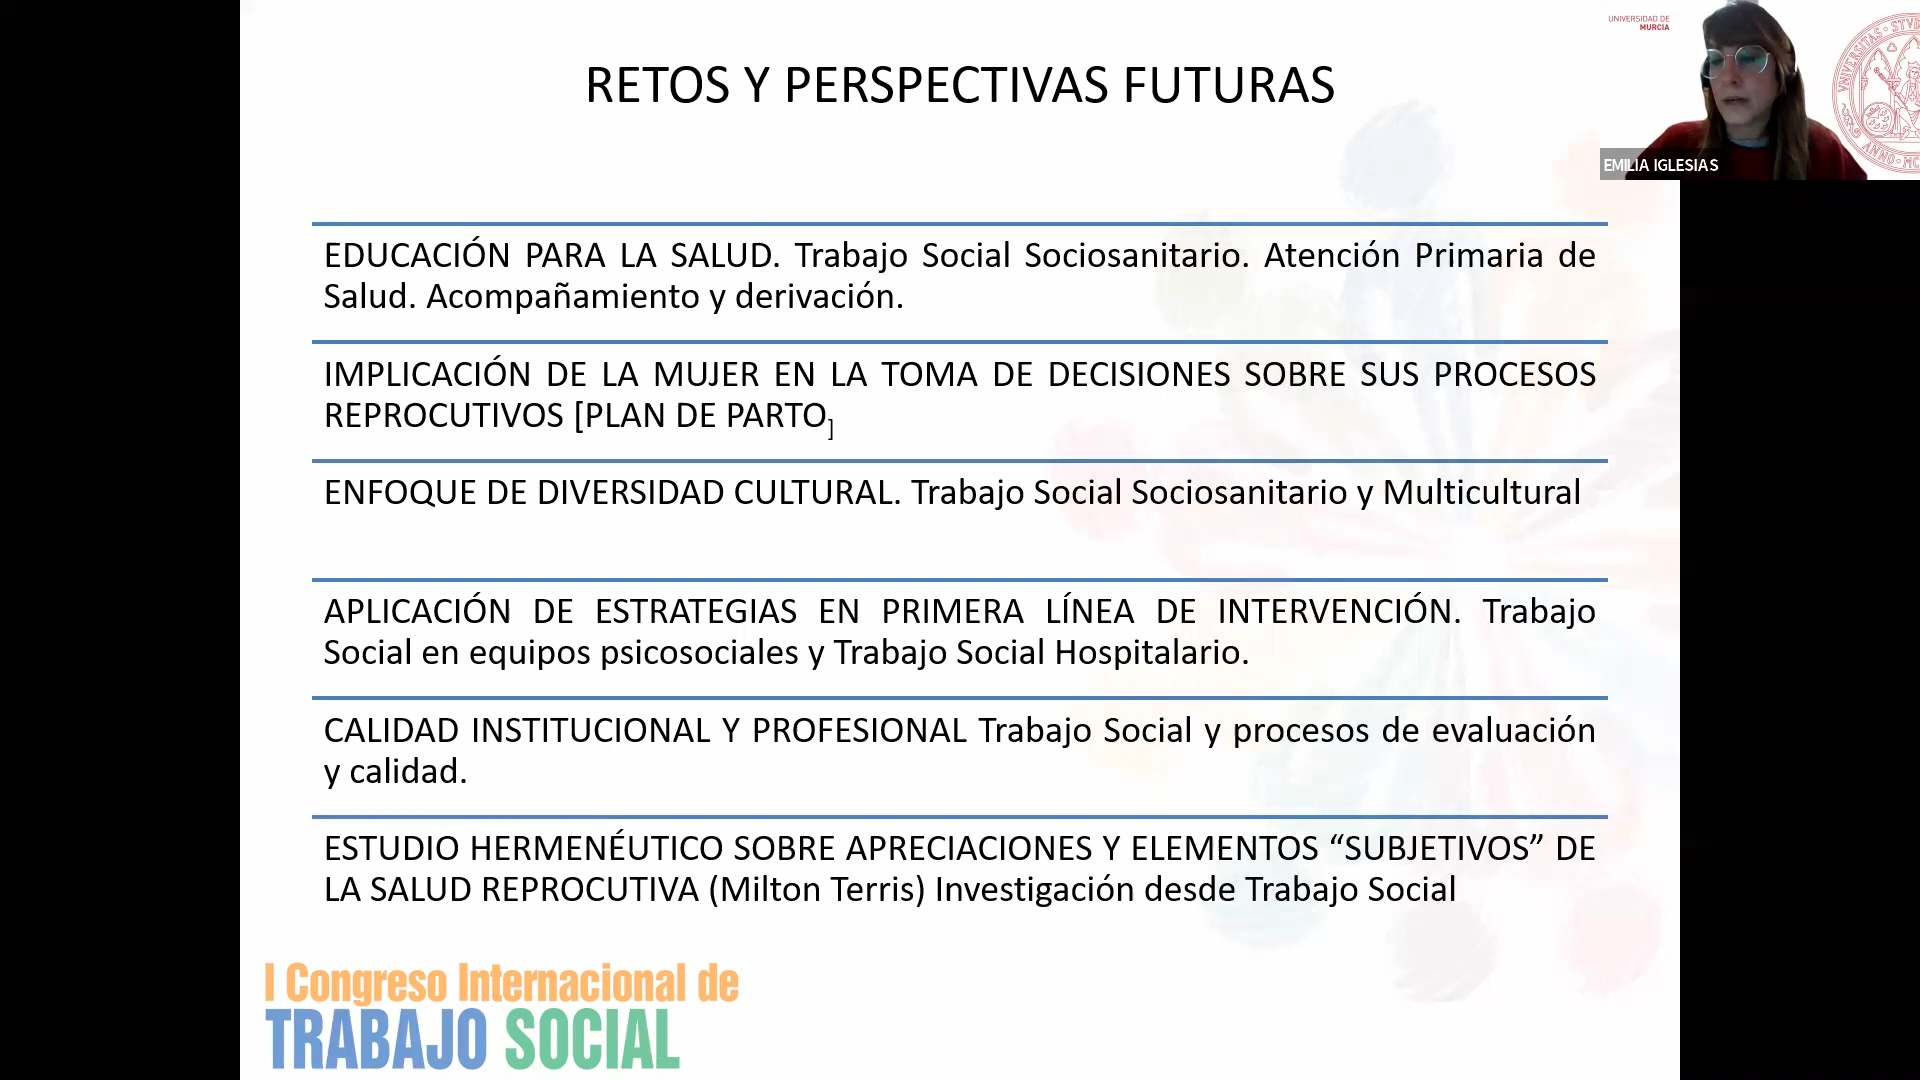 RETOS Y PERSPECTIVAS FUTURAS
UNIVERSIDAD DE
MURCIA
EMILIA IGLESIAS
EDUCACIÓN PARA LA SALUD. Trabajo Social Sociosanitario. Atención Primaria de
Salud. Acompañamiento y derivación.
IMPLICACIÓN DE LA MUJER EN LA TOMA DE DECISIONES SOBRE SUS PROCESOS
REPROCUTIVOS [PLAN DE PARTO]
ENFOQUE DE DIVERSIDAD CULTURAL. Trabajo Social Sociosanitario y Multicultural
APLICACIÓN DE ESTRATEGIAS EN PRIMERA LÍNEA DE INTERVENCIÓN. Trabajo
Social en equipos psicosociales y Trabajo Social Hospitalario.
CALIDAD INSTITUCIONAL Y PROFESIONAL Trabajo Social y procesos de evaluación
y calidad.
ESTUDIO HERMENÉUTICO SOBRE APRECIACIONES Y ELEMENTOS “SUBJETIVOS” DE
LA SALUD REPROCUTIVA (Milton Terris) Investigación desde Trabajo Social
I Congreso Internacional de
TRABAJO SOCIAL